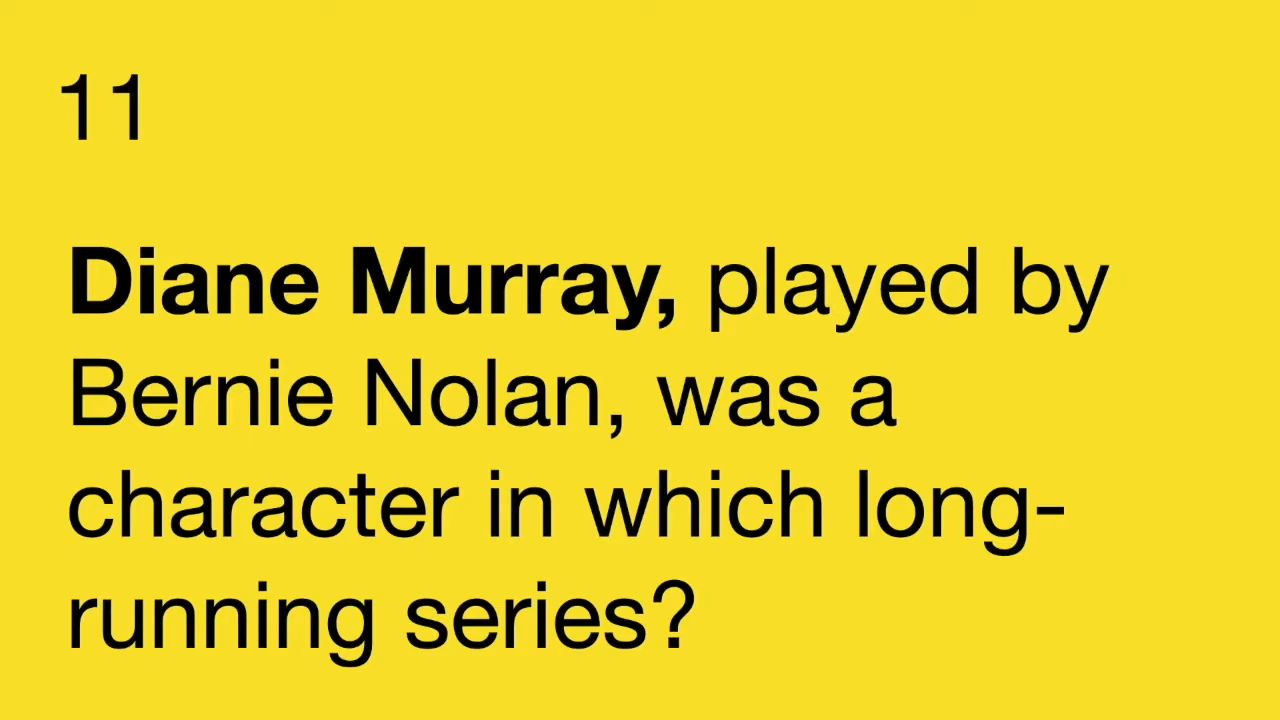 11
Diane Murray, played by
Bernie Nolan, was a
character in which long-
running series?